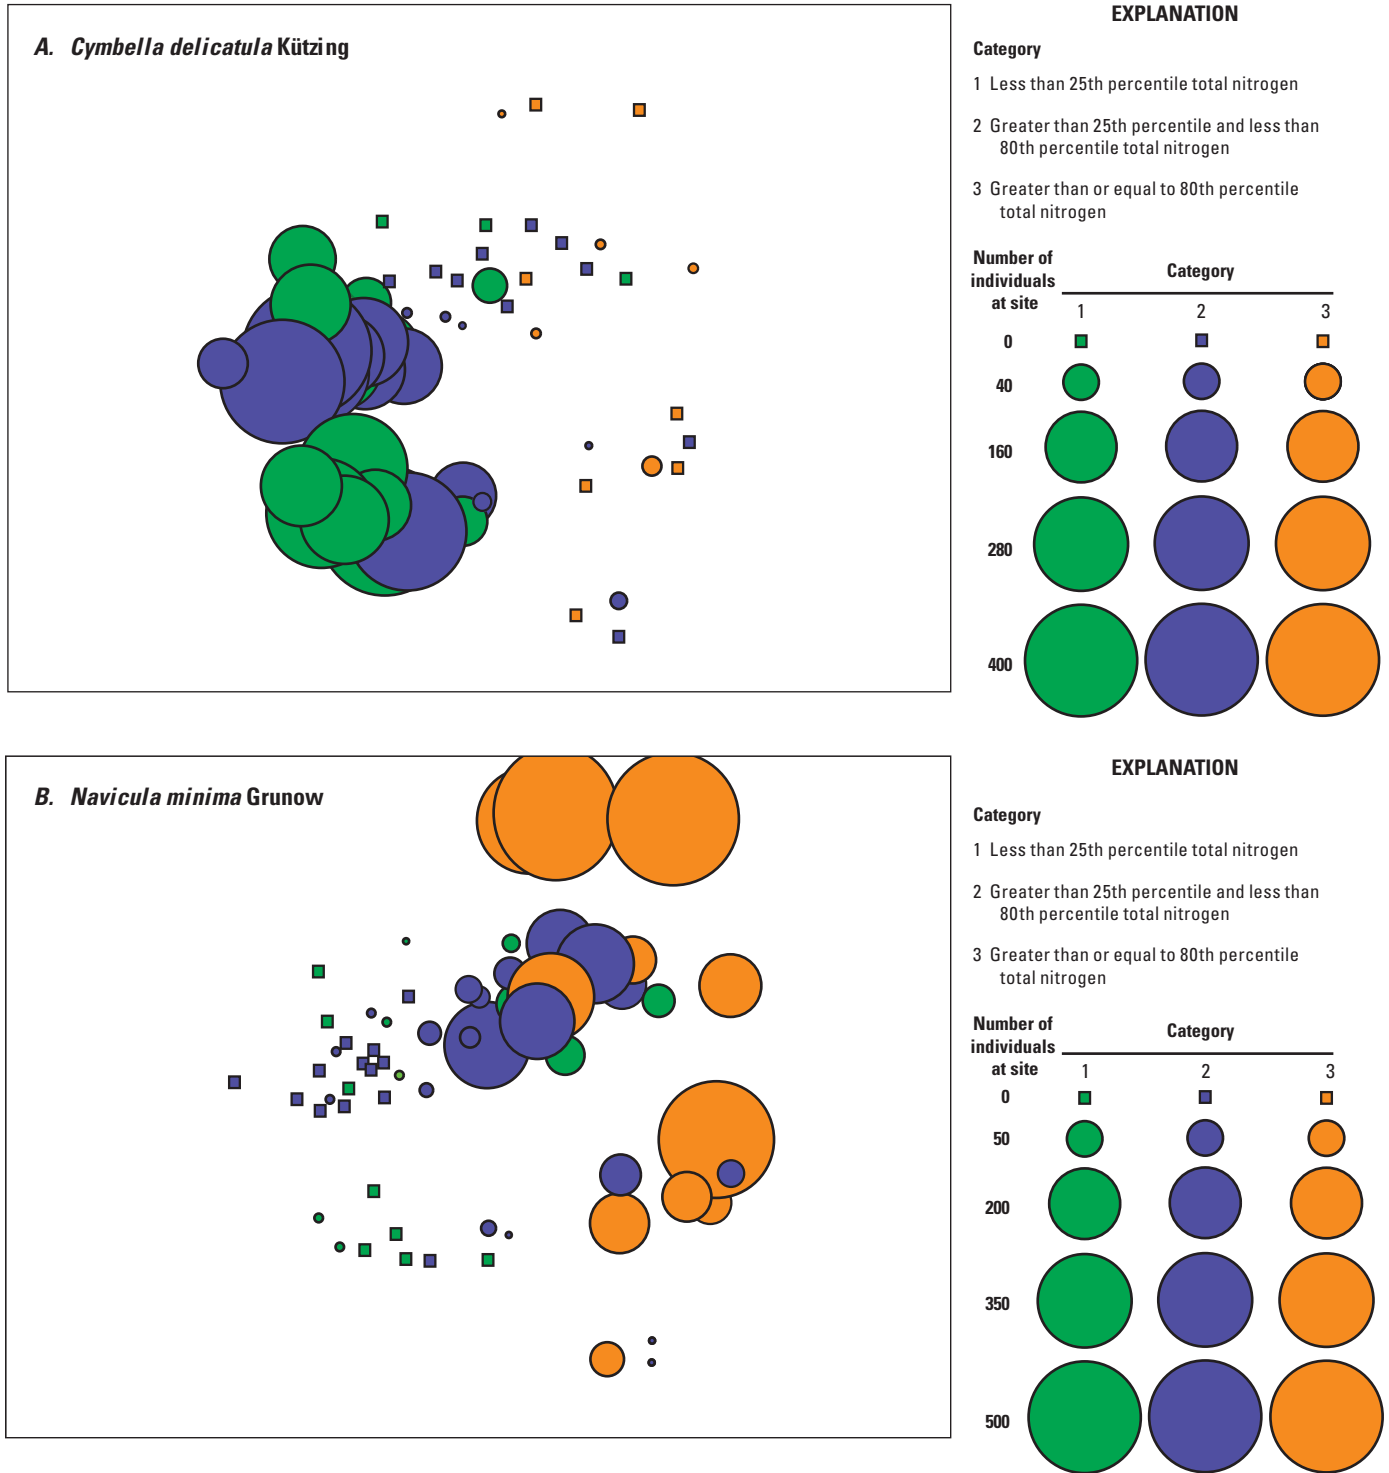 A. Cymbella delicatula Kützing
EXPLANATION
Category
1 Less than 25th percentile total nitrogen
2 Greater than 25th percentile and less than
80th percentile total nitrogen
3 Greater than or equal to 80th percentile
total nitrogen
Number of
individuals
at site
Category
1 2 3
0
40
160
280
400
B. Navicula minima Grunow
EXPLANATION
Category
1 Less than 25th percentile total nitrogen
2 Greater than 25th percentile and less than
80th percentile total nitrogen
3 Greater than or equal to 80th percentile
total nitrogen
Number of
individuals
at site
Category
1 2 3
0
50
200
350
500